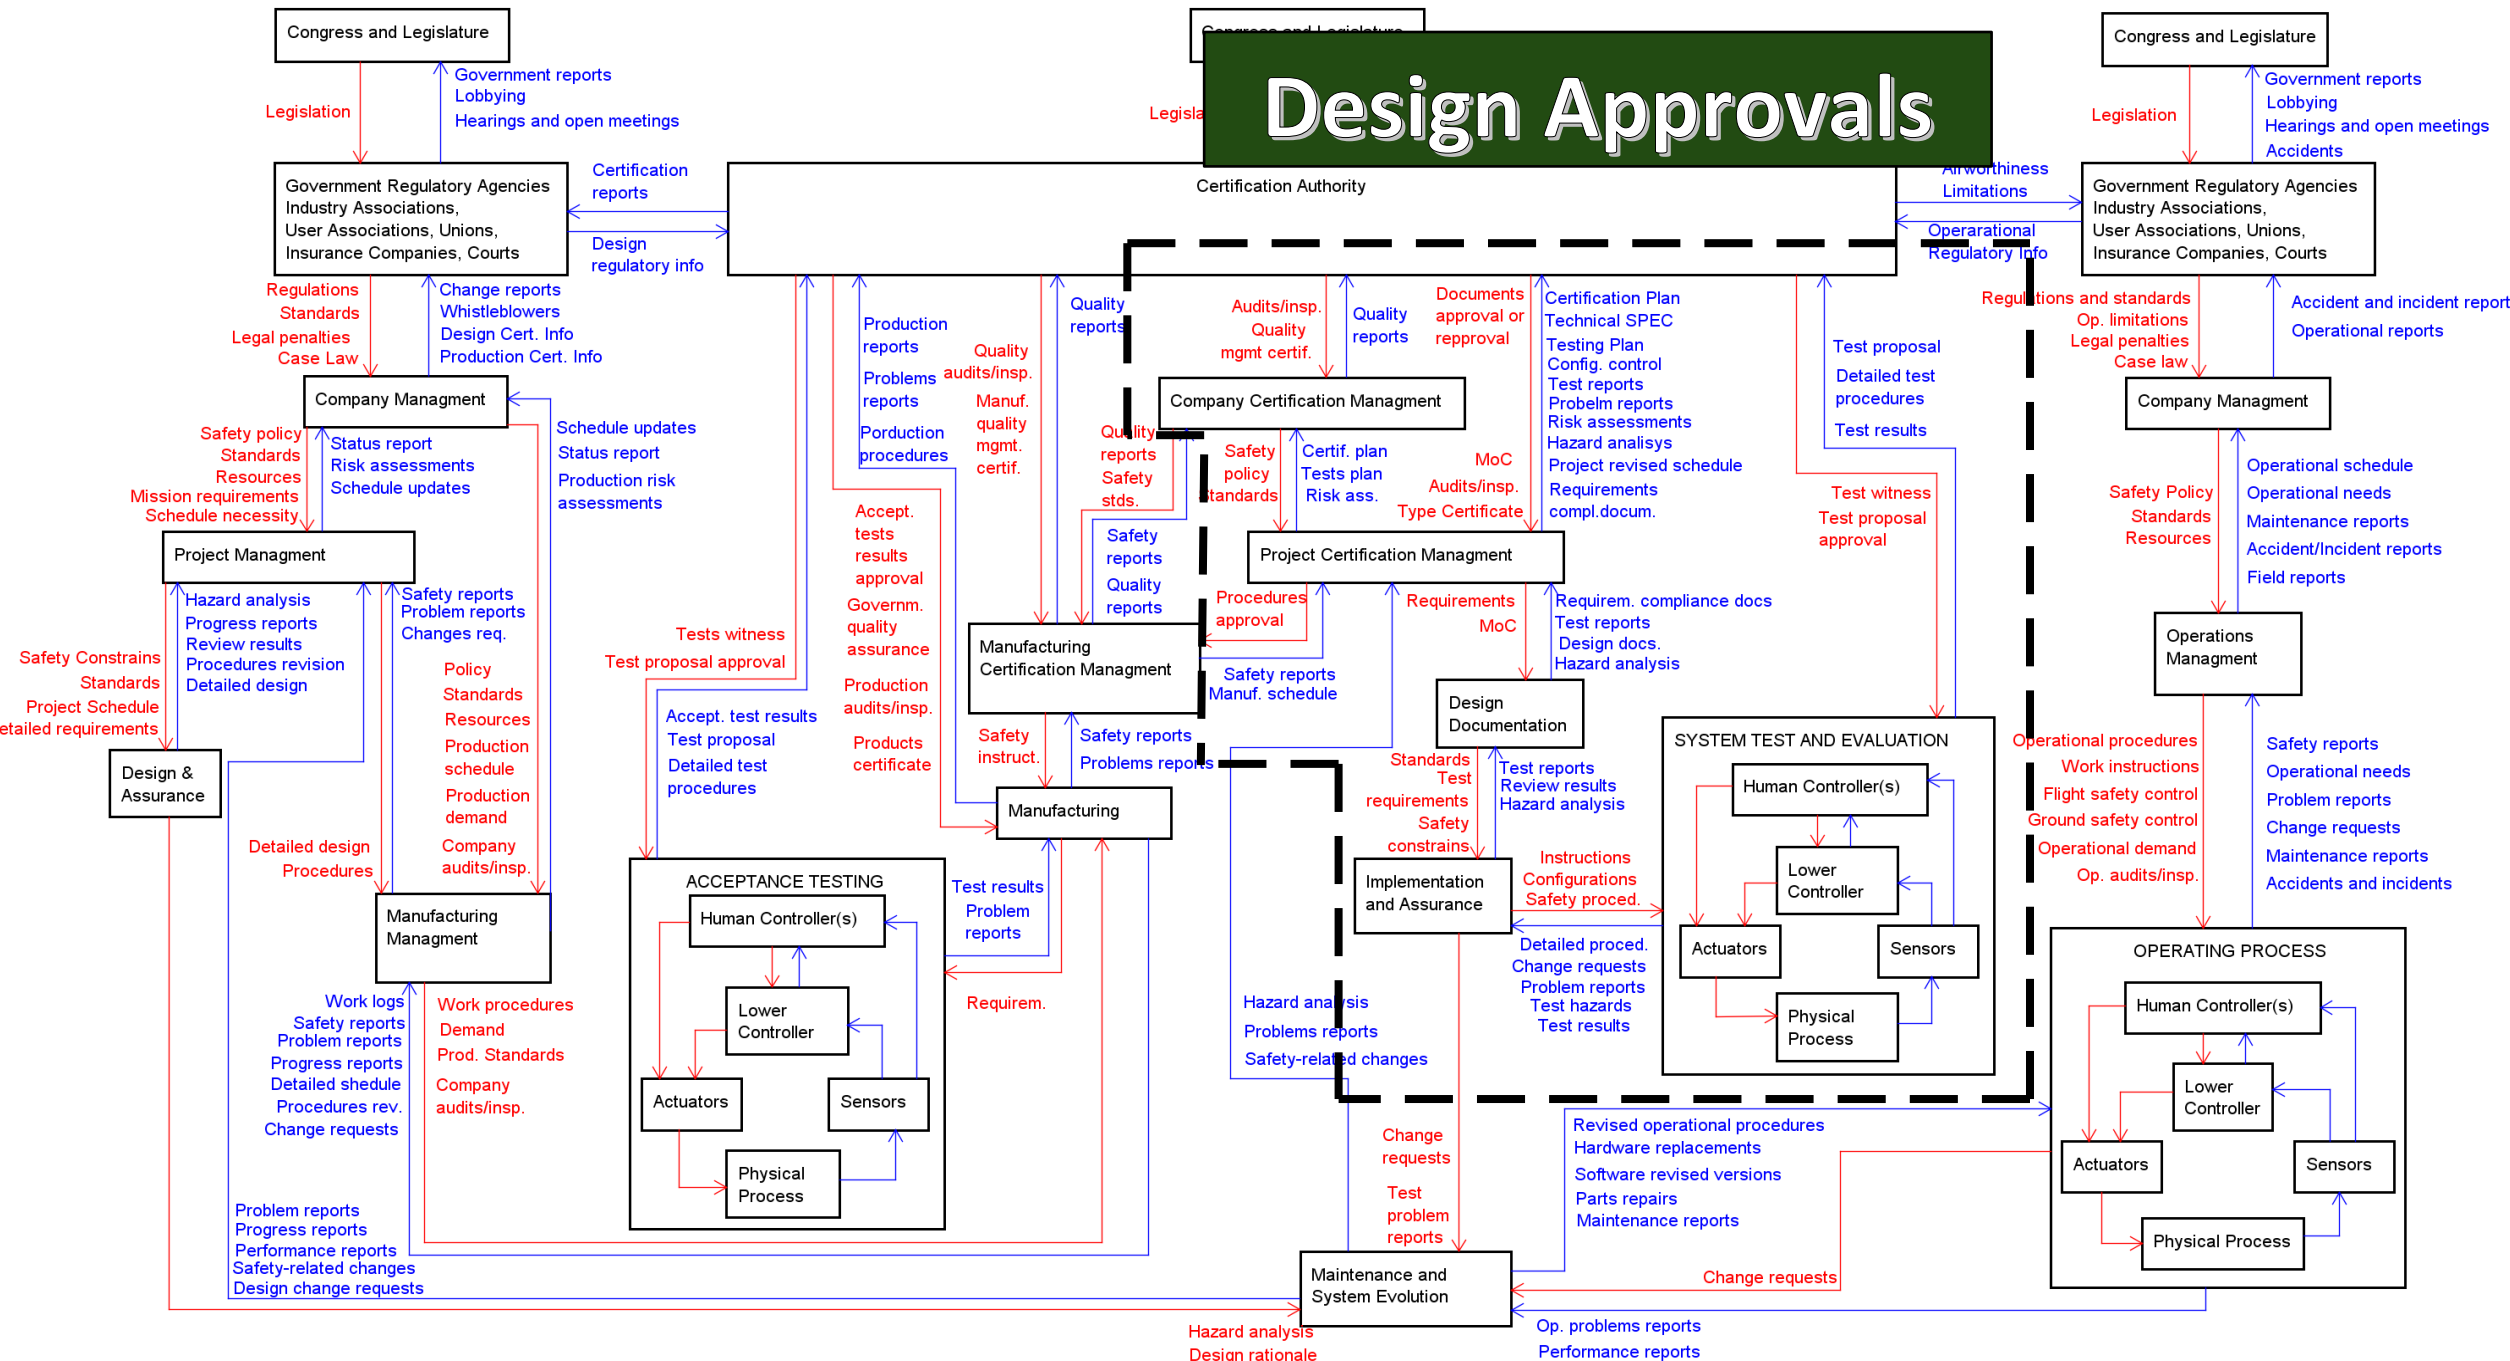 Congress and Legislature
Design Approvals
Congress and Legislature
Congress and Legislature
Legislation
Government reports
Lobbying
Hearings and open meetings
Legisla
Legislation
Government reports
Lobbying
Hearings and open meetings
Accidents
Government Regulatory Agencies
Industry Associations,
User Associations, Unions,
Insurance Companies, Courts
Certification
reports
Design
regulatory info
Certification Authority
Airworthiness
Limitations
Operarational
Regulatory Info
Government Regulatory Agencies
Industry Associations,
User Associations, Unions,
Insurance Companies, Courts
Regulations
Standards
Legal penalties
Case Law
Change reports
Whistleblowers
Design Cert. Info
Production Cert. Info
Company Managment
Schedule updates
Status report
Production risk
assessments
Safety policy
Standards
Resources
Mission requirements
Schedule necessity
Status report
Risk assessments
Schedule updates
Project Managment
Hazard analysis
Progress reports
Review results
Procedures revision
Detailed design
Safety reports
Problem reports
Changes req.
Safety Constrains
Standards
Project Schedule
etailed requirements
Design &
Assurance
Policy
Standards
Resources
Production
schedule
Production
demand
Company
audits/insp.
Detailed design
Procedures
Manufacturing
Managment
Work logs
Safety reports
Problem reports
Progress reports
Detailed shedule
Procedures rev.
Change requests
Work procedures
Demand
Prod. Standards
Company
audits/insp.
Problem reports
Progress reports
Performance reports
Safety-related changes
Design change requests
Tests witness
Test proposal approval
Accept. test results
Test proposal
Detailed test
procedures
Production
reports
Problems
reports
Porduction
procedures
Accept.
tests
results
approval
Governm.
quality
assurance
Production
audits/insp.
Products
certificate
Quality
audits/insp.
Manuf.
quality
mgmt.
certif.
Quality
reports
Quality
reports
Safety
stds.
Safety
reports
Quality
reports
Manufacturing
Certification Managment
Safety
instruct.
Safety reports
Problems reports
Manufacturing
ACCEPTANCE TESTING
Human Controller(s)
Lower
Controller
Actuators
Sensors
Physical
Process
Test results
Problem
reports
Requirem.
Audits/insp.
Quality
mgmt certif.
Quality
reports
Company Certification Managment
Documents
approval or
repproval
MoC
Audits/insp.
Type Certificate
Certification Plan
Technical SPEC
Testing Plan
Config. control
Test reports
Probelm reports
Risk assessments
Hazard analisys
Project revised schedule
Requirements
compl.docum.
Safety
policy
Standards
Certif. plan
Tests plan
Risk ass.
Project Certification Managment
Procedures
approval
Safety reports
Manuf. schedule
Requirements
MoC
Requirem. compliance docs
Test reports
Design docs.
Hazard analysis
Design
Documentation
Standards
Test
requirements
Safety
constrains
Test reports
Review results
Hazard analysis
Implementation
and Assurance
Instructions
Configurations
Safety proced.
Detailed proced.
Change requests
Problem reports
Test hazards
Test results
Hazard analysis
Problems reports
Safety-related changes
Change
requests
Test
problem
reports
Test proposal
Detailed test
procedures
Test results
Test witness
Test proposal
approval
SYSTEM TEST AND EVALUATION
Human Controller(s)
Lower
Controller
Actuators
Sensors
Physical
Process
Regulations and standards
Op. limitations
Legal penalties
Case law
Accident and incident report
Operational reports
Company Managment
Safety Policy
Standards
Resources
Operational schedule
Operational needs
Maintenance reports
Accident/Incident reports
Field reports
Operations
Managment
Operational procedures
Work instructions
Flight safety control
Ground safety control
Operational demand
Op. audits/insp.
Safety reports
Operational needs
Problem reports
Change requests
Maintenance reports
Accidents and incidents
OPERATING PROCESS
Human Controller(s)
Lower
Controller
Actuators
Sensors
Physical Process
Revised operational procedures
Hardware replacements
Software revised versions
Parts repairs
Maintenance reports
Change requests
Maintenance and
System Evolution
Hazard analysis
Design rationale
Op. problems reports
Performance reports